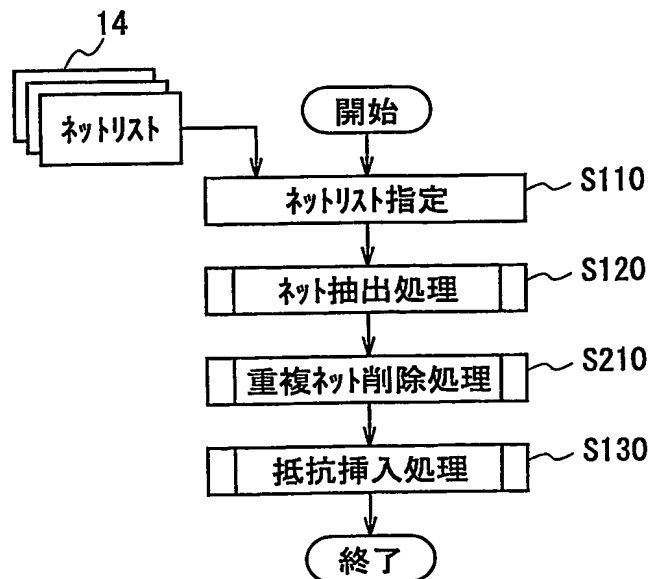 14
ネットリスト
開始
ネットリスト指定
S110
ネット抽出処理
S120
重複ネット削除処理
S210
抵抗挿入処理
S130
終了